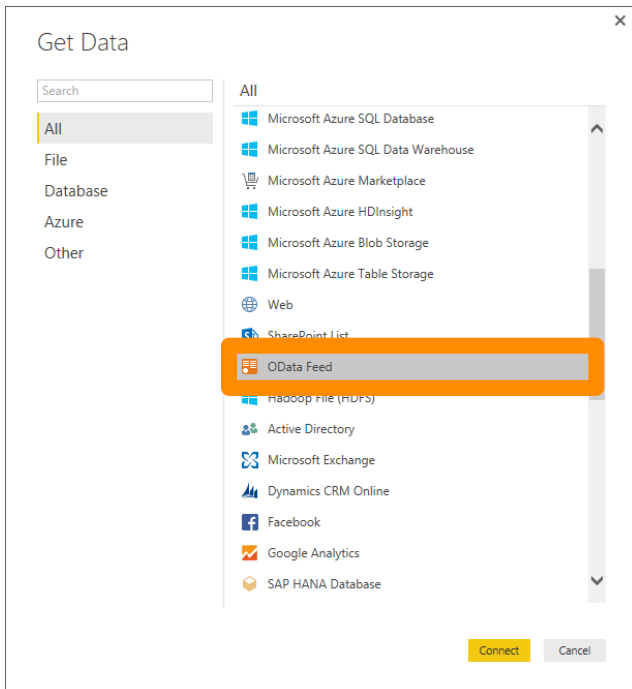 Get Data
Search
All
File
Database
Azure
Other
All
Microsoft Azure SQL Database
Microsoft Azure SQL Data Warehouse
Microsoft Azure Marketplace
Microsoft Azure HDInsight
Microsoft Azure Blob Storage
Microsoft Azure Table Storage
Web
SharePoint List
OData Feed
Hadoop File (HDFS)
Active Directory
Microsoft Exchange
Dynamics CRM Online
Facebook
Google Analytics
SAP HANA Database
Connect Cancel